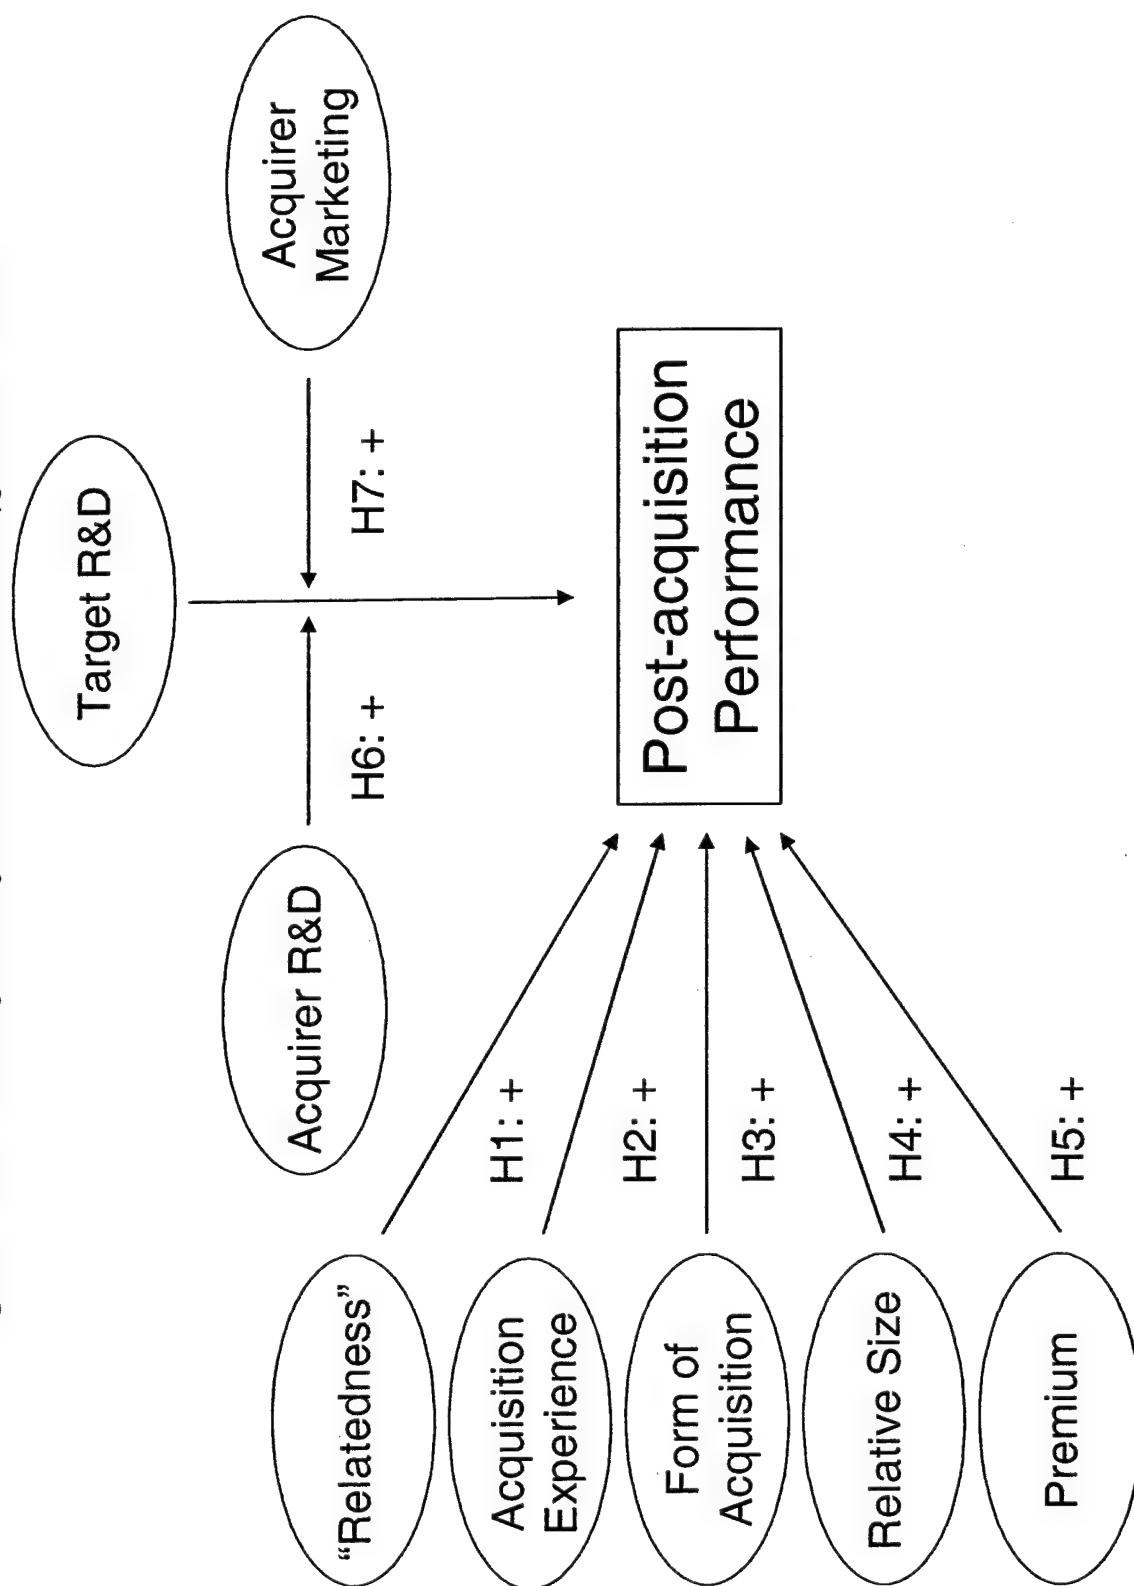 Target R&D
Acquirer R&D
H6: +
H7: +
Acquirer
Marketing
“Relatedness”
H1: +
Acquisition
Experience
H2: +
Form of
Acquisition
H3: +
Relative Size
H4: +
Premium
H5: +
Post-acquisition
Performance